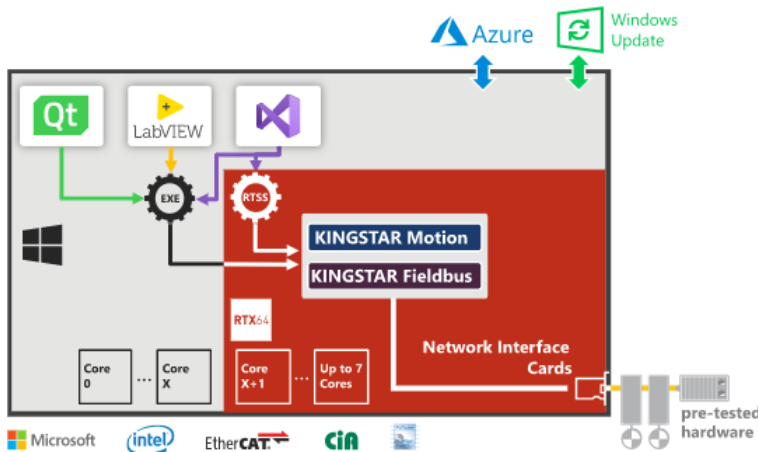 Azure
Windows
Update
Qt
LabVIEW
EXE
RTSS
KINGSTAR Motion
KINGSTAR Fieldbus
RTX64
Network Interface
Cards
Core
0
...
Core
X
Core
X+1
...
Up to 7
Cores
pre-tested
hardware
Microsoft
intel
EtherCAT
CiA